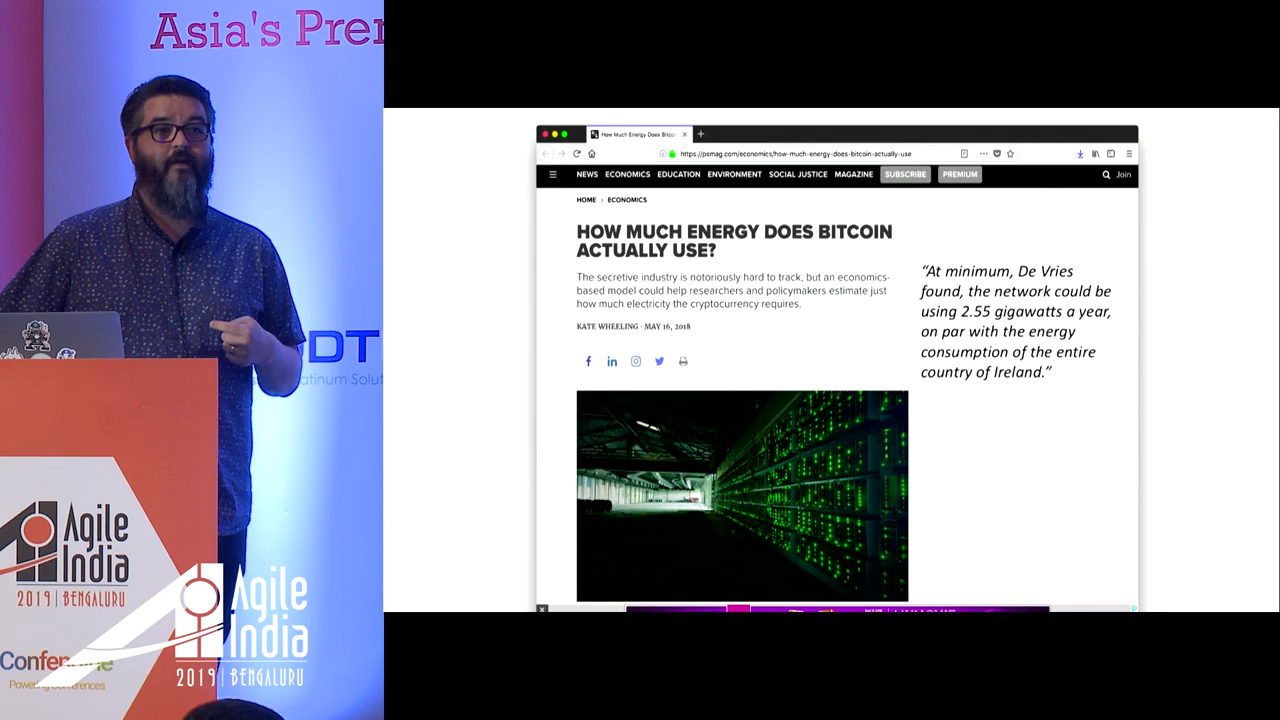 Asia's Prer
DT
atinum Solut
Agile
India
2019 | BENGALURU
Confe
Powering Conferences
Agile
India
2019 | BENGALURU
How Much Energy Does Bitco
https://psmag.com/economics/how-much-energy-does-bitcoin-actually-use
NEWS ECONOMICS EDUCATION ENVIRONMENT SOCIAL JUSTICE MAGAZINE SUBSCRIBE PREMIUM Join
HOME › ECONOMICS
HOW MUCH ENERGY DOES BITCOIN
ACTUALLY USE?
The secretive industry is notoriously hard to track, but an economics-
based model could help researchers and policymakers estimate just
how much electricity the cryptocurrency requires.
KATE WHEELING · MAY 16, 2018
“At minimum, De Vries
found, the network could be
using 2.55 gigawatts a year,
on par with the energy
consumption of the entire
country of Ireland.”